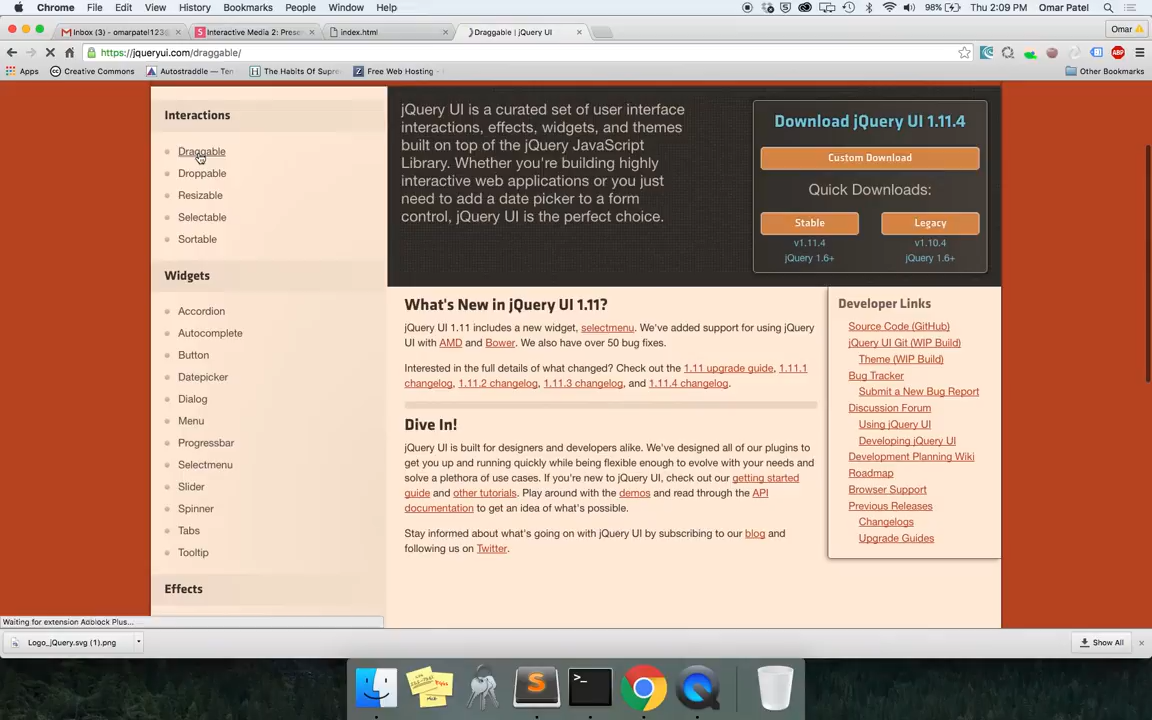 Chrome File Edit View History Bookmarks People Window Help 98% Thu 2:09 PM Omar Patel
Interactive Media 2: Prese
index.html
Draggable | jQuery UI
Omar
https://jqueryui.com/draggable/
Apps Creative Commons Autostraddle — Ten The Habits Of Supre Free Web Hosting - Other Bookmarks
Interactions
Draggable
Droppable
Resizable
Selectable
Sortable
Widgets
Accordion
Autocomplete
Button
Datepicker
Dialog
Menu
Progressbar
Selectmenu
Slider
Spinner
Tabs
Tooltip
Effects
jQuery UI is a curated set of user interface
interactions, effects, widgets, and themes
built on top of the jQuery JavaScript
Library. Whether you're building highly
interactive web applications or you just
need to add a date picker to a form
control, jQuery UI is the perfect choice.
Download jQuery UI 1.11.4
Custom Download
Quick Downloads:
Stable Legacy
v1.11.4 v1.10.4
jQuery 1.6+ jQuery 1.6+
What's New in jQuery UI 1.11?
jQuery UI 1.11 includes a new widget, selectmenu. We've added support for using jQuery
UI with AMD and Bower. We also have over 50 bug fixes.
Interested in the full details of what changed? Check out the 1.11 upgrade guide, 1.11.1
changelog, 1.11.2 changelog, 1.11.3 changelog, and 1.11.4 changelog.
Dive In!
jQuery UI is built for designers and developers alike. We've designed all of our plugins to
get you up and running quickly while being flexible enough to evolve with your needs and
solve a plethora of use cases. If you're new to jQuery UI, check out our getting started
guide and other tutorials. Play around with the demos and read through the API
documentation to get an idea of what's possible.
Stay informed about what's going on with jQuery UI by subscribing to our blog and
following us on Twitter.
Developer Links
Source Code (GitHub)
jQuery UI Git (WIP Build)
Theme (WIP Build)
Bug Tracker
Submit a New Bug Report
Discussion Forum
Using jQuery UI
Developing jQuery UI
Development Planning Wiki
Roadmap
Browser Support
Previous Releases
Changelogs
Upgrade Guides
Waiting for extension Adblock Plus...
Logo_jQuery.svg (1).png
Show All